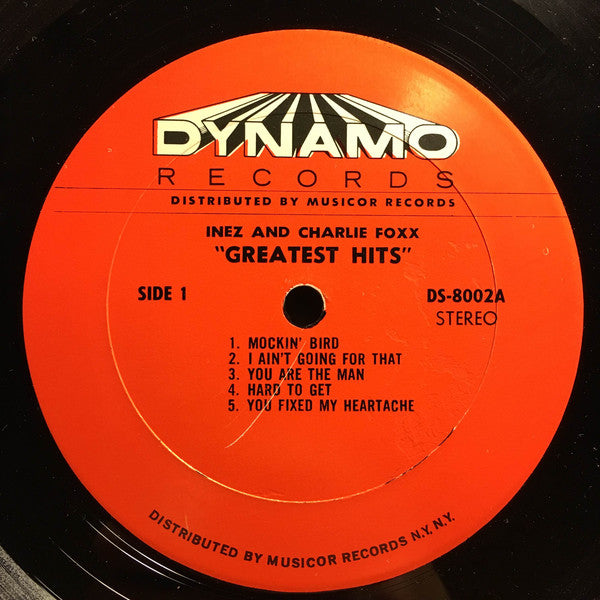 DYNAMO
RECORDS
DISTRIBUTED BY MUSICOR RECORDS
INEZ AND CHARLIE FOXX
"GREATEST HITS"
SIDE 1
DS-8002A
STEREO
1. MOCKIN' BIRD
2. I AIN'T GOING FOR THAT
3. YOU ARE THE MAN
4. HARD TO GET
5. YOU FIXED MY HEARTACHE
DISTRIBUTED BY MUSICOR RECORDS N.Y. N.Y.